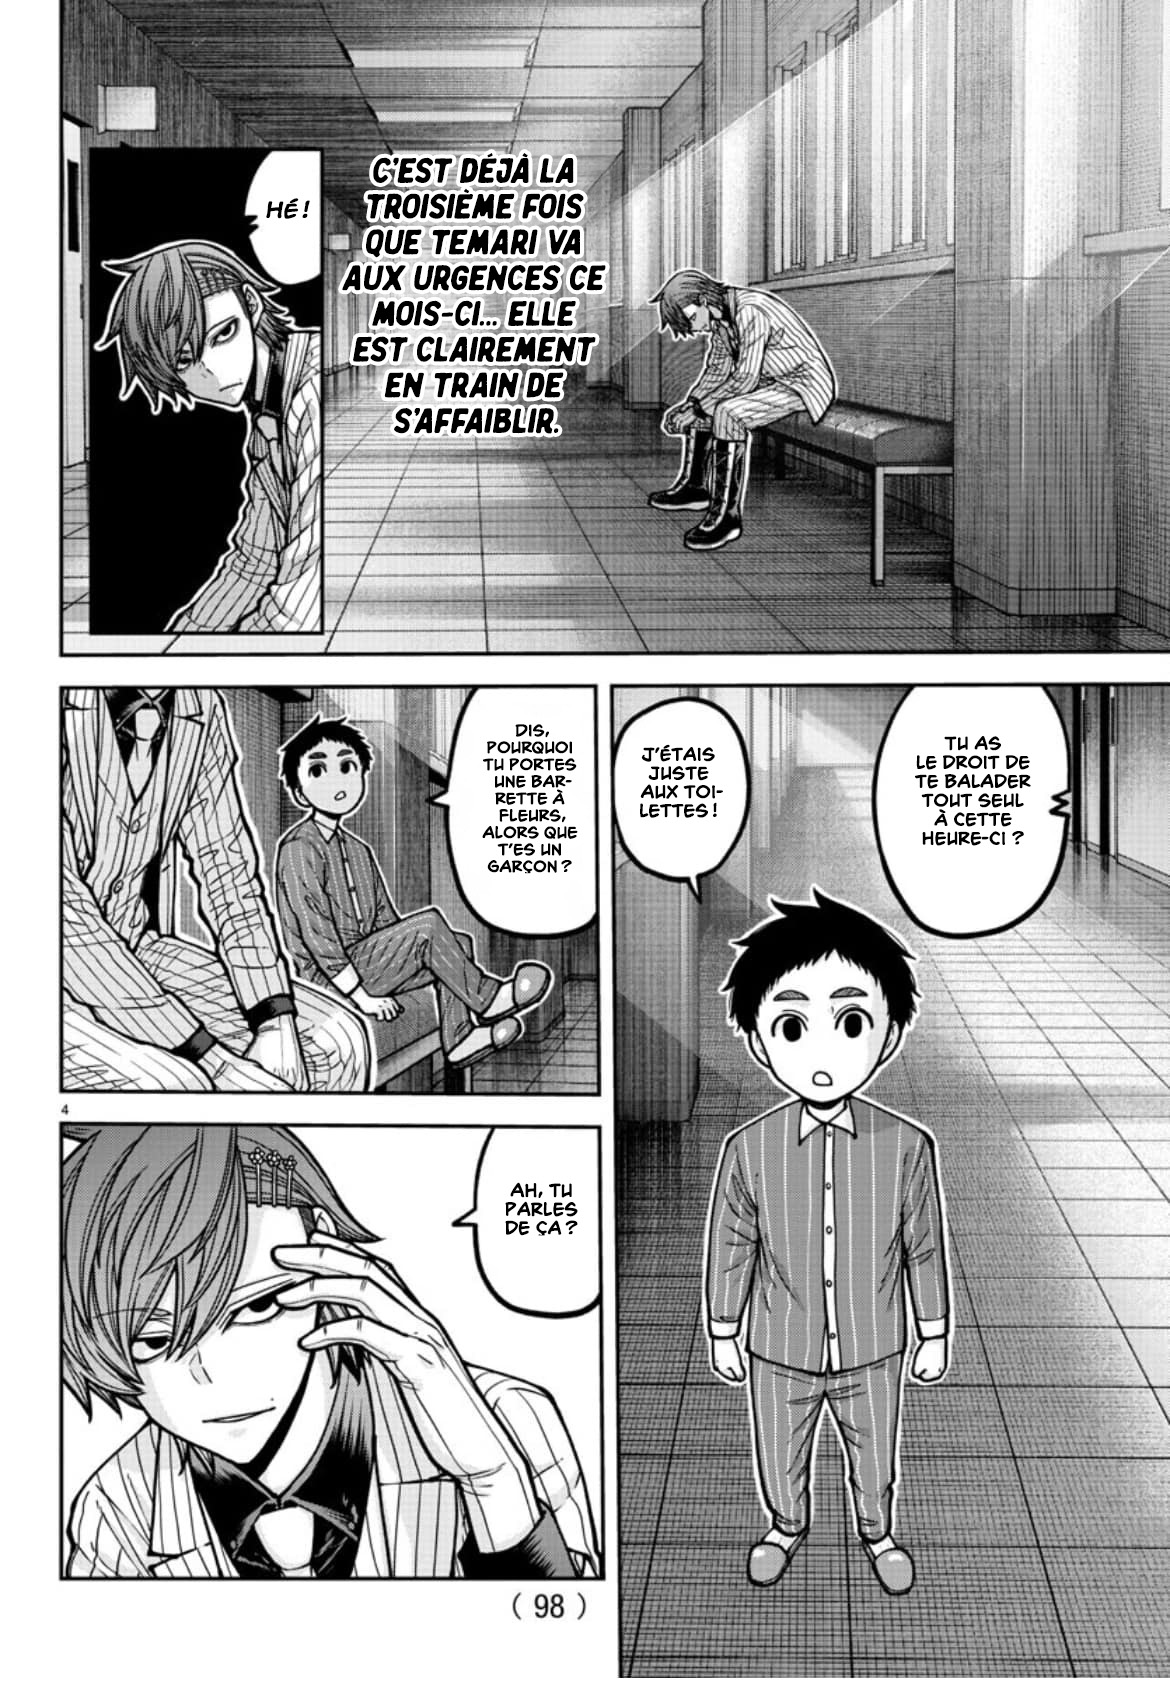 C'EST DÉJÀ LA
TROISIÈME FOIS
QUE TEMARI VA
AUX URGENCES CE
MOIS-CI... ELLE
EST CLAIREMENT
EN TRAIN DE
S'AFFAIBLIR.
HÉ !
TU AS
LE DROIT DE
TE BALADER
TOUT SEUL
À CETTE
HEURE-CI ?
J'ÉTAIS
JUSTE
AUX TOI-
LETTES !
DIS,
POURQUOI
TU PORTES
UNE BAR-
RETTE À
FLEURS,
ALORS QUE
T'ES UN
GARÇON ?
4
AH, TU
PARLES
DE ÇA ?
( 98 )